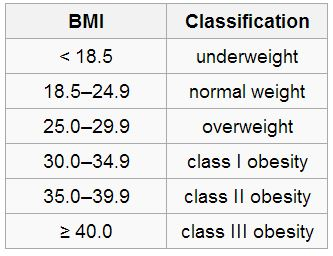 BMI Classification
< 18.5 underweight
18.5–24.9 normal weight
25.0–29.9 overweight
30.0–34.9 class I obesity
35.0–39.9 class II obesity
≥ 40.0 class III obesity